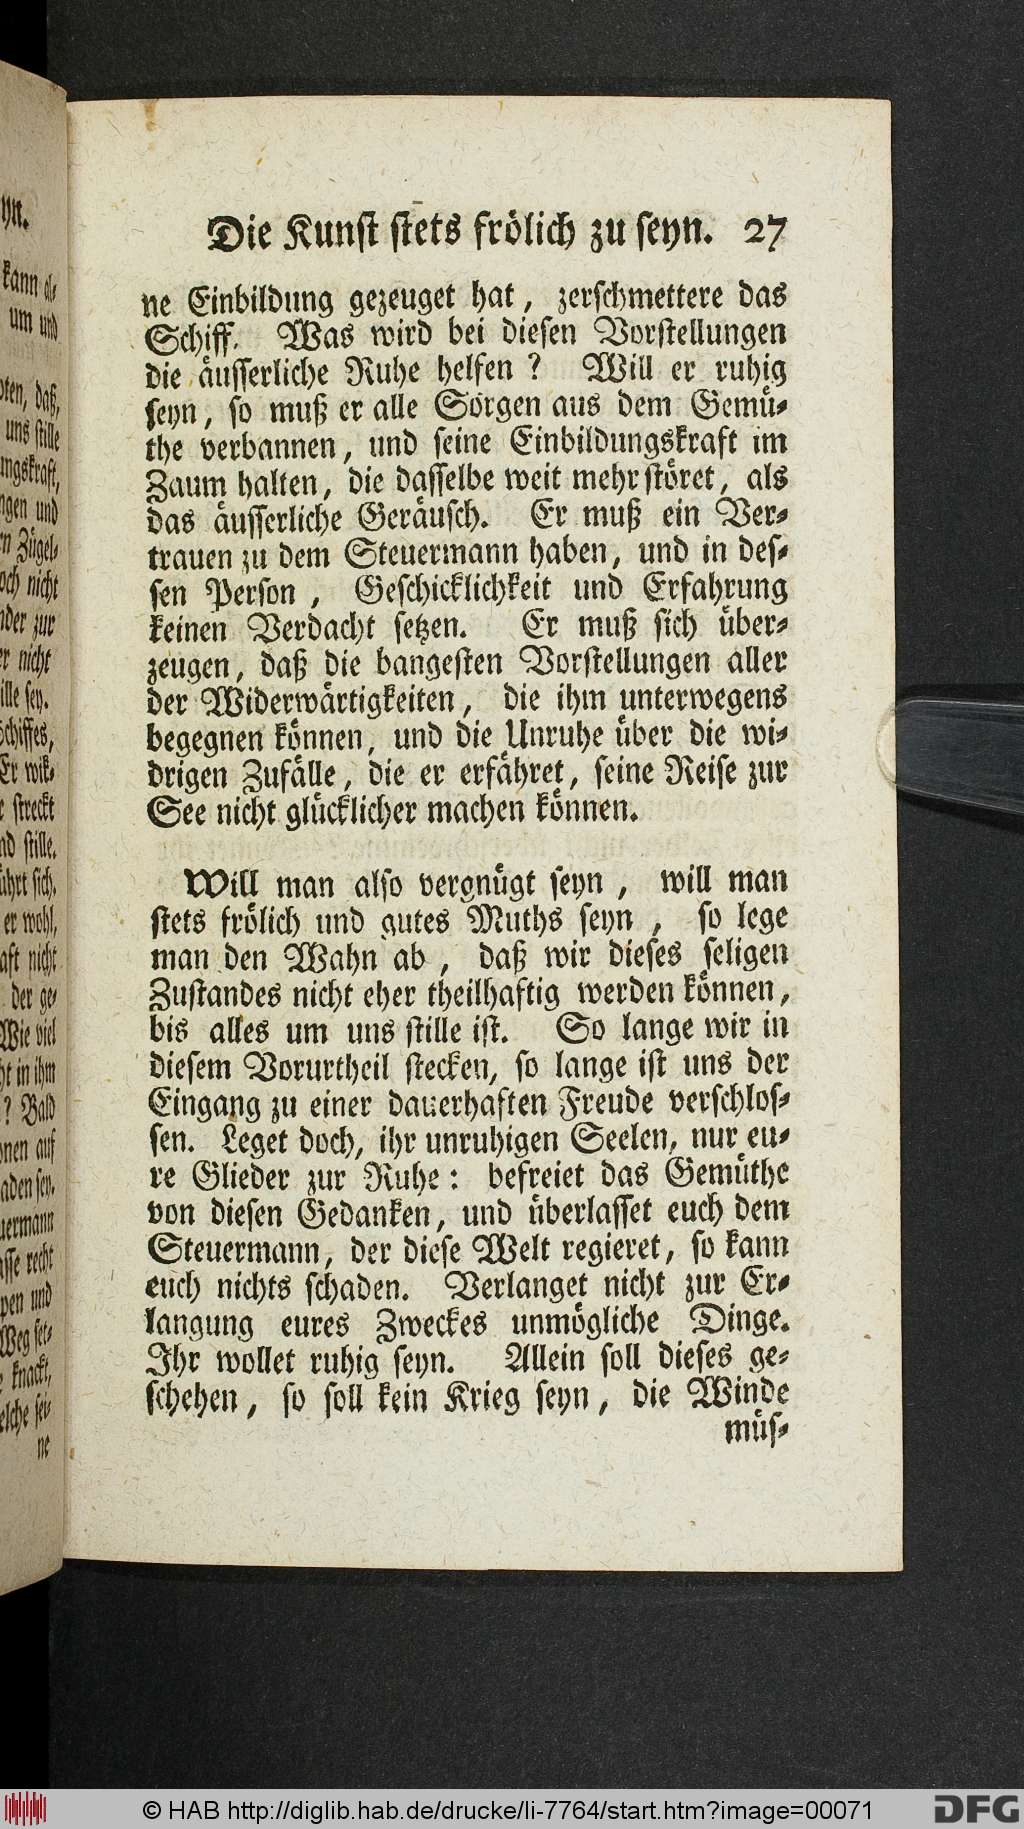 Die Kunst stets frölich zu seyn. 27
ne Einbildung gezeuget hat, zerschmettere das
Schiff. Was wird bei diesen Vorstellungen
die äusserliche Ruhe helfen? Will er ruhig
seyn, so muß er alle Sorgen aus dem Gemü-
the verbannen, und seine Einbildungskraft im
Zaum halten, die dasselbe weit mehr störet, als
das äusserliche Geräusch. Er muß ein Ver-
trauen zu dem Steuermann haben, und in des-
sen Person, Geschicklichkeit und Erfahrung
keinen Verdacht setzen. Er muß sich über-
zeugen, daß die bangesten Vorstellungen aller
der Widerwärtigkeiten, die ihm unterwegens
begegnen können, und die Unruhe über die wi-
drigen Zufälle, die er erfähret, seine Reise zur
See nicht glücklicher machen können.
Will man also vergnügt seyn, will man
stets frölich und gutes Muths seyn, so lege
man den Wahn ab, daß wir dieses seligen
Zustandes nicht eher theilhaftig werden können,
bis alles um uns stille ist. So lange wir in
diesem Vorurtheil stecken, so lange ist uns der
Eingang zu einer dauerhaften Freude verschlos-
sen. Leget doch, ihr unruhigen Seelen, nur eu-
re Glieder zur Ruhe: befreiet das Gemüthe
von diesen Gedanken, und überlasset euch dem
Steuermann, der diese Welt regieret, so kann
euch nichts schaden. Verlanget nicht zur Er-
langung eures Zweckes unmögliche Dinge.
Ihr wollet ruhig seyn. Allein soll dieses ge-
schehen, so soll kein Krieg seyn, die Winde
müs-
© HAB http://diglib.hab.de/drucke/li-7764/start.htm?image=00071
DFG